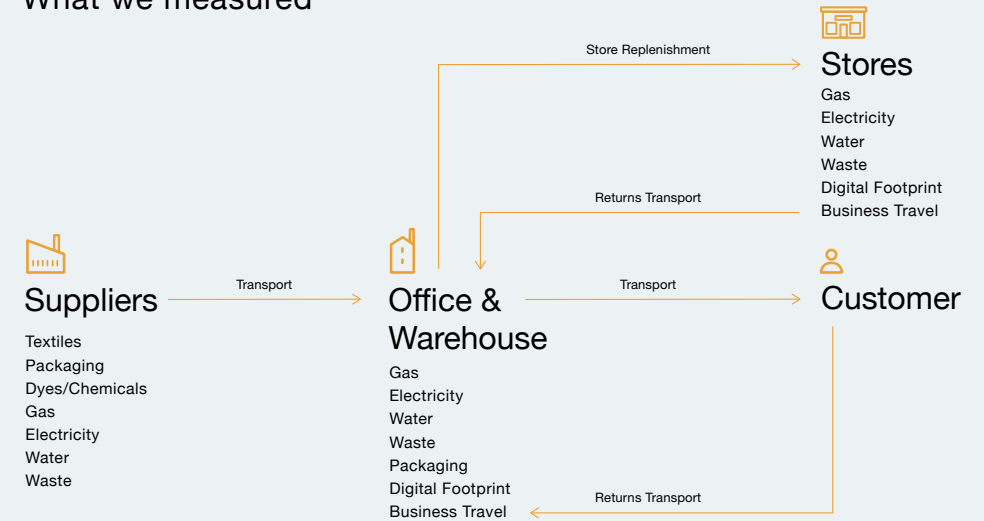 What we measured
Store Replenishment
Stores
Gas
Electricity
Water
Waste
Digital Footprint
Business Travel
Returns Transport
Suppliers
Transport
Office &
Warehouse
Transport
Customer
Textiles
Packaging
Dyes/Chemicals
Gas
Electricity
Water
Waste
Gas
Electricity
Water
Waste
Packaging
Digital Footprint
Business Travel
Returns Transport